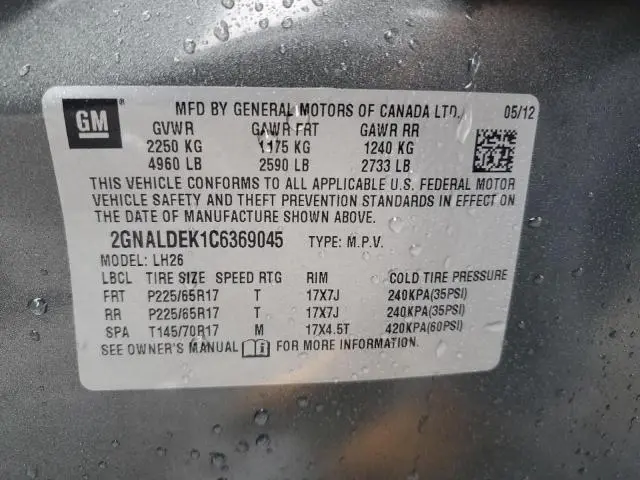 GM ® MFD BY GENERAL MOTORS OF CANADA LTD. 05/12
GVWR GAWR FRT GAWR RR
2250 KG 1175 KG 1240 KG
4960 LB 2590 LB 2733 LB
THIS VEHICLE CONFORMS TO ALL APPLICABLE U.S. FEDERAL MOTOR
VEHICLE SAFETY AND THEFT PREVENTION STANDARDS IN EFFECT ON
THE DATE OF MANUFACTURE SHOWN ABOVE.
2GNALDEK1C6369045 TYPE: M.P.V.
MODEL: LH26
LBCL TIRE SIZE SPEED RTG RIM COLD TIRE PRESSURE
FRT P225/65R17 T 17X7J 240KPA(35PSI)
RR P225/65R17 T 17X7J 240KPA(35PSI)
SPA T145/70R17 M 17X4.5T 420KPA(60PSI)
SEE OWNER'S MANUAL FOR MORE INFORMATION.